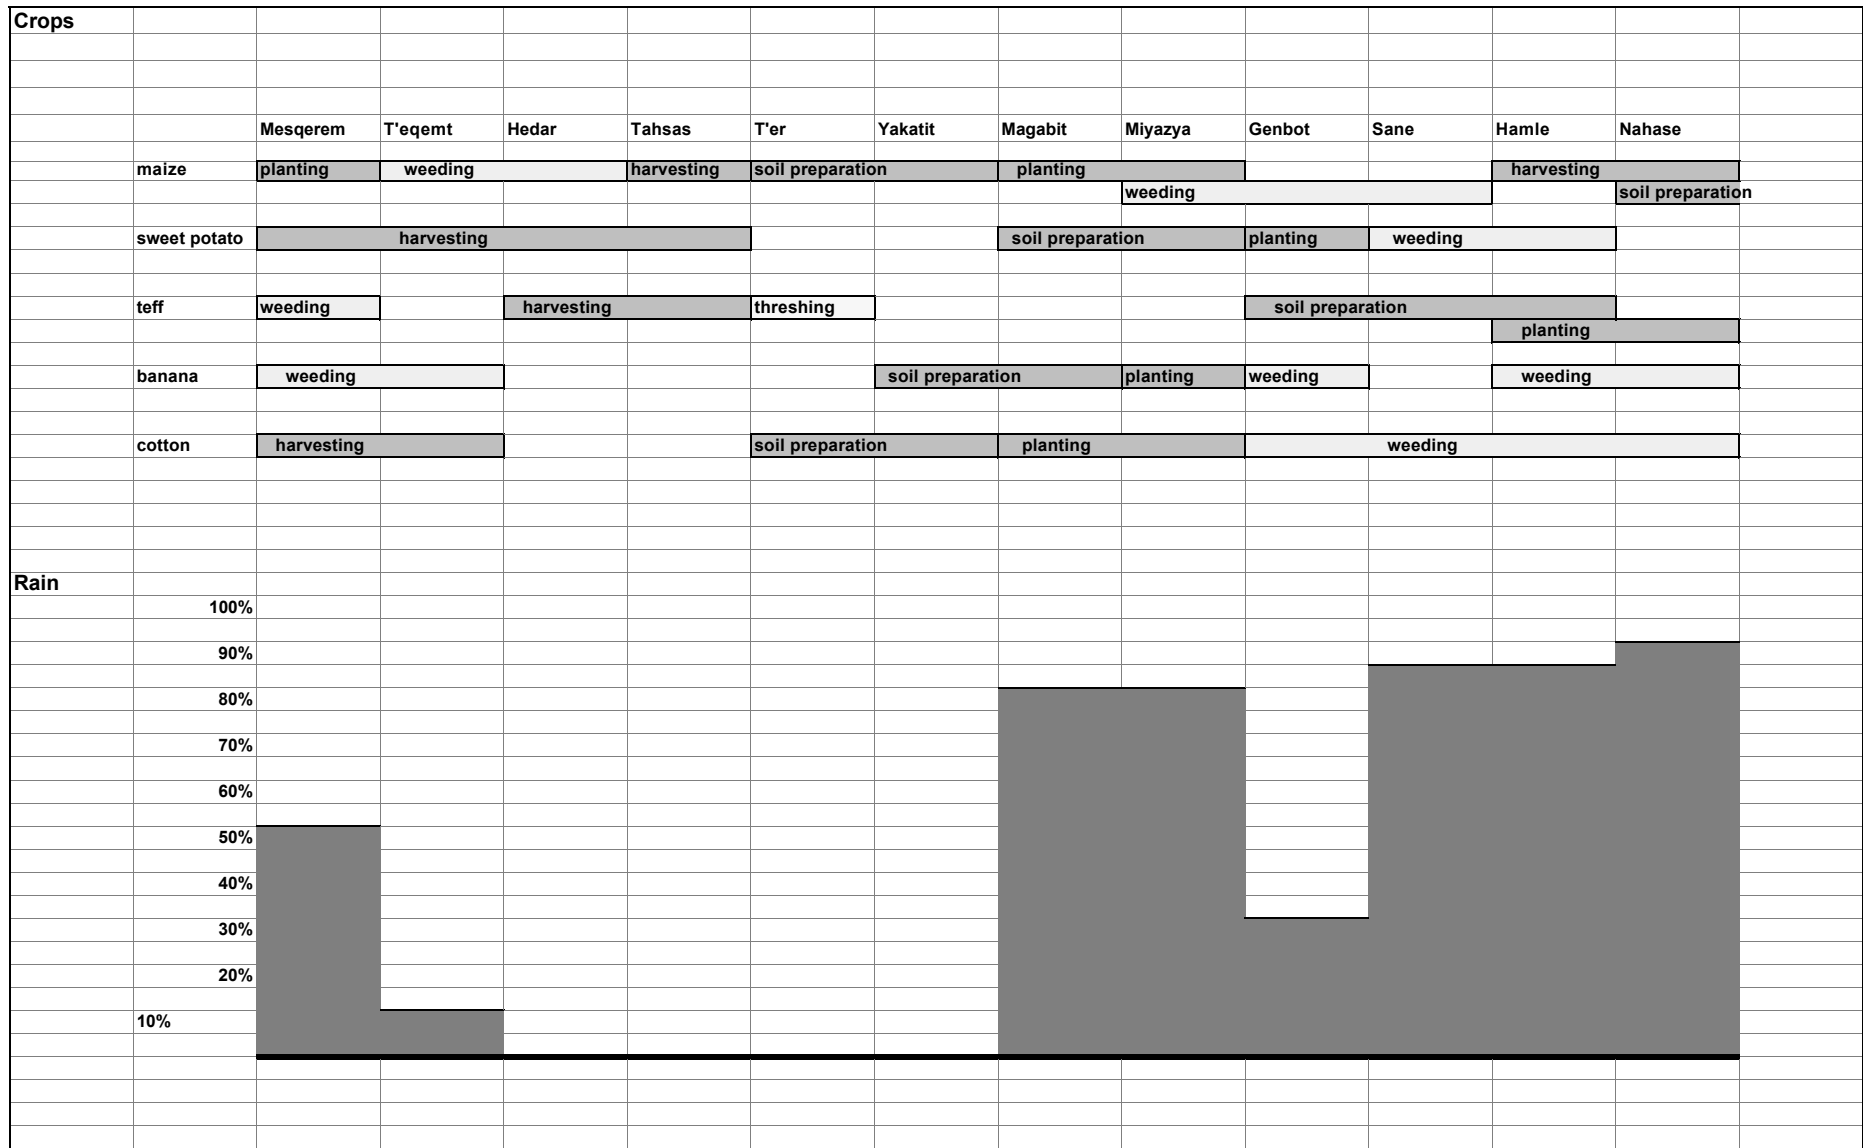 Crops
Mesqerem T'eqemt Hedar Tahsas T'er Yakatit Magabit Miyazya Genbot Sane Hamle Nahase
maize planting weeding harvesting soil preparation planting harvesting
weeding soil preparation
sweet potato harvesting soil preparation planting weeding
teff weeding harvesting threshing soil preparation
planting
banana weeding soil preparation planting weeding weeding
cotton harvesting soil preparation planting weeding
Rain
100%
90%
80%
70%
60%
50%
40%
30%
20%
10%